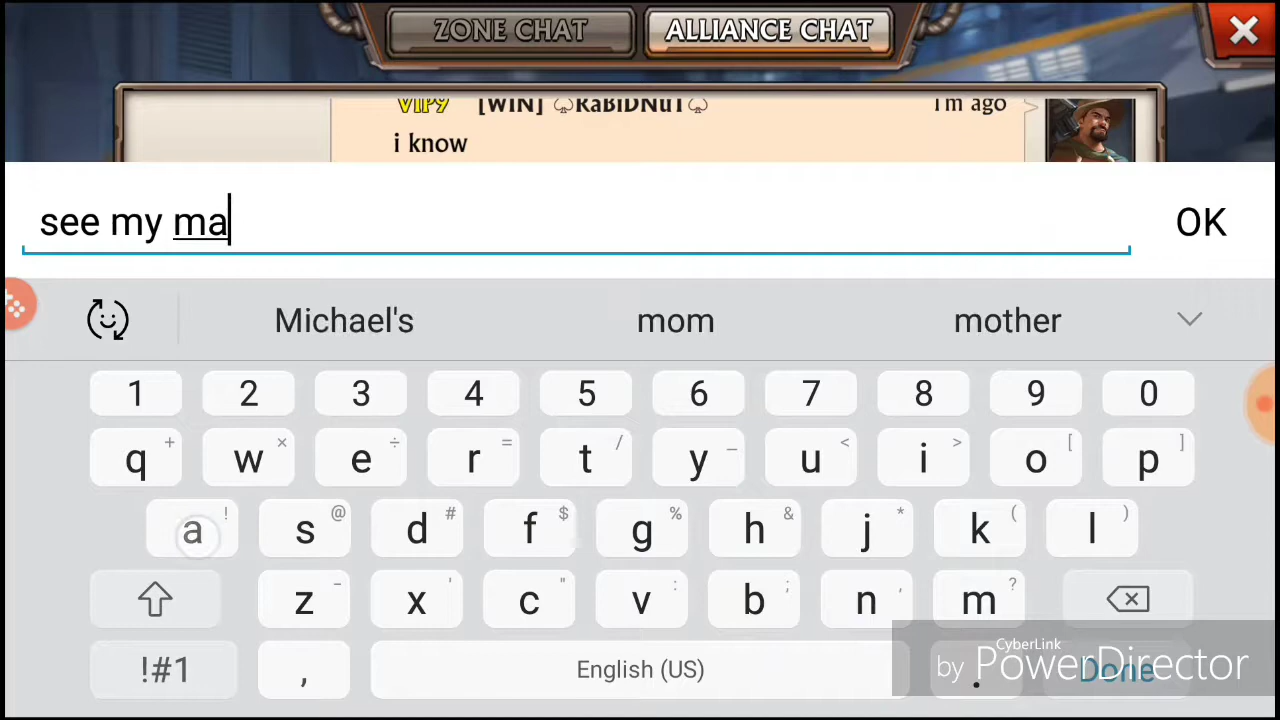 ZONE CHAT
ALLIANCE CHAT
VIP9 [WIN] ♤RaBiDNuT♤ 1m ago
i know
see my ma
OK
Michael's mom mother
1 2 3 4 5 6 7 8 9 0
q + w × e ÷ r = t / y _ u < i > o [ p ]
a ! s @ d # f $ g % h & j * k ( l )
z - x ' c " v : b ; n , m ?
!#1 , English (US) . Done
CyberLink
by PowerDirector